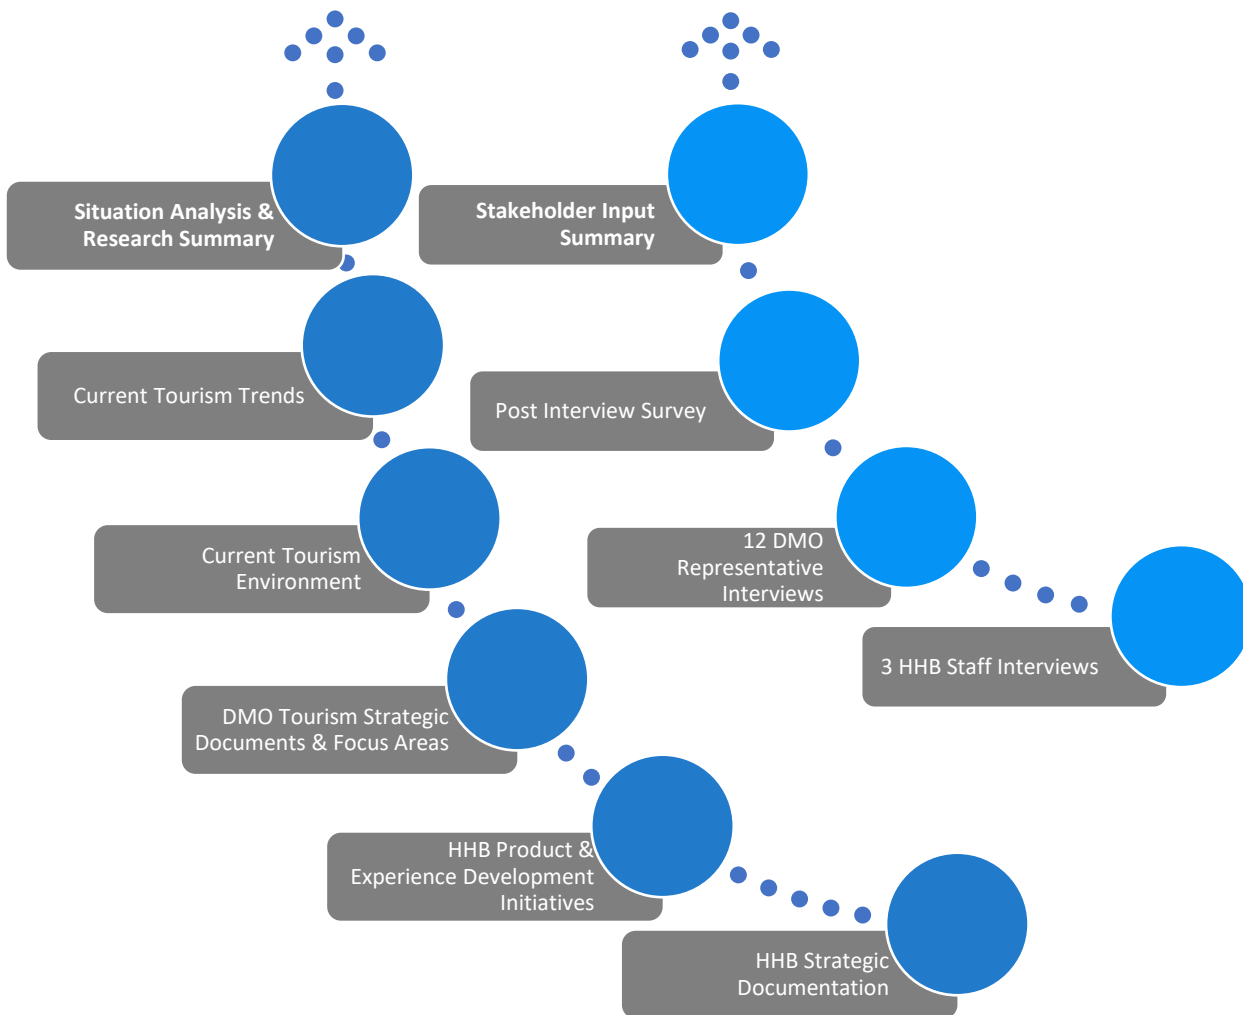 Situation Analysis &
Research Summary
Current Tourism Trends
Current Tourism
Environment
DMO Tourism Strategic
Documents & Focus Areas
HHB Product &
Experience Development
Initiatives
HHB Strategic
Documentation
Stakeholder Input
Summary
Post Interview Survey
12 DMO
Representative
Interviews
3 HHB Staff Interviews